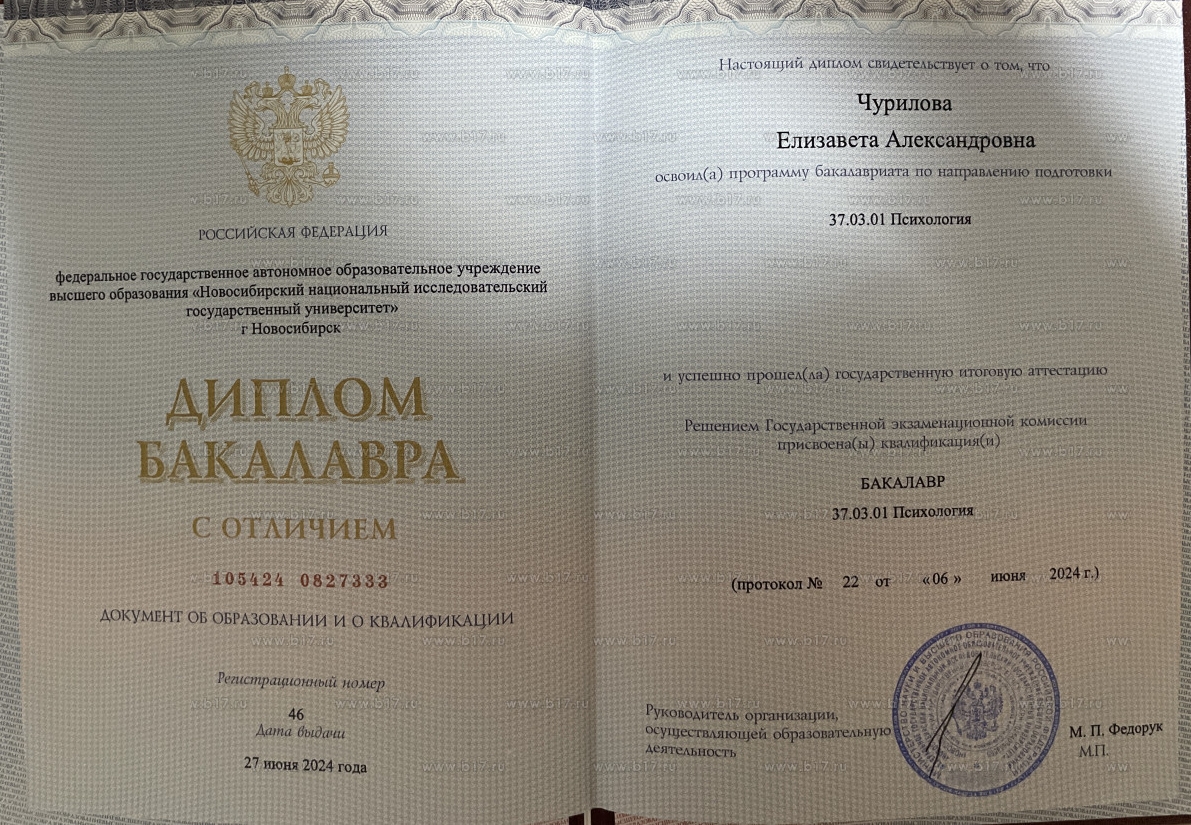 РОССИЙСКАЯ ФЕДЕРАЦИЯ
федеральное государственное автономное образовательное учреждение
высшего образования «Новосибирский национальный исследовательский
государственный университет»
г Новосибирск
ДИПЛОМ
БАКАЛАВРА
С ОТЛИЧИЕМ
105424 0827333
ДОКУМЕНТ ОБ ОБРАЗОВАНИИ И О КВАЛИФИКАЦИИ
Регистрационный номер
46
Дата выдачи
27 июня 2024 года
Настоящий диплом свидетельствует о том, что
Чурилова
Елизавета Александровна
освоил(а) программу бакалавриата по направлению подготовки
37.03.01 Психология
и успешно прошел(ла) государственную итоговую аттестацию
Решением Государственной экзаменационной комиссии
присвоена(ы) квалификация(и)
БАКАЛАВР
37.03.01 Психология
(протокол № 22 от «06 » июня 2024 г.)
Руководитель организации,
осуществляющей образовательную
деятельность
М. П. Федорук
М.П.
www.b17.ru